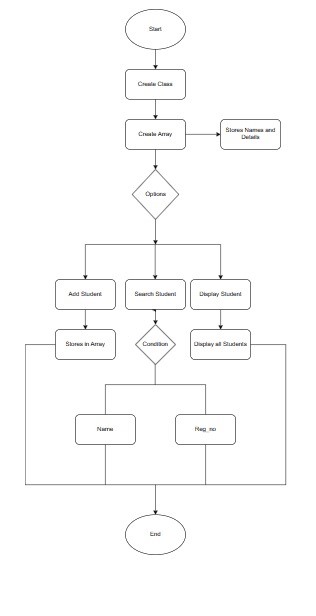 Start
Create Class
Create Array
Stores Names and
Details
Options
Add Student
Search Student
Display Student
Stores in Array
Condition
Display all Students
Name
Reg_no
End